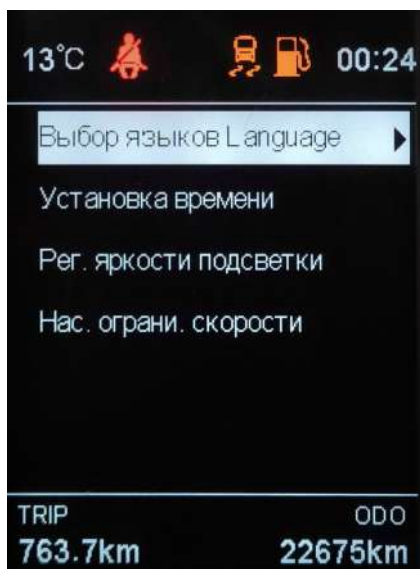 13°C 00:24
Выбор языков Language
Установка времени
Рег. яркости подсветки
Нас. ограни. скорости
TRIP ODO
763.7km 22675km